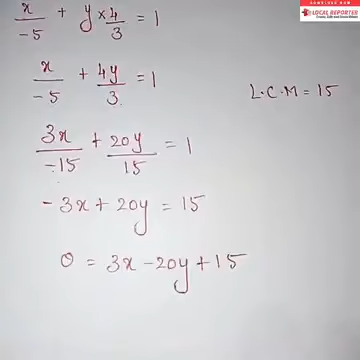 LOCAL REPORTER
x/-5 + y×4/3 = 1
x/-5 + 4y/3 = 1
L.C.M = 15
3x/-15 + 20y/15 = 1
-3x + 20y = 15
0 = 3x - 20y + 15